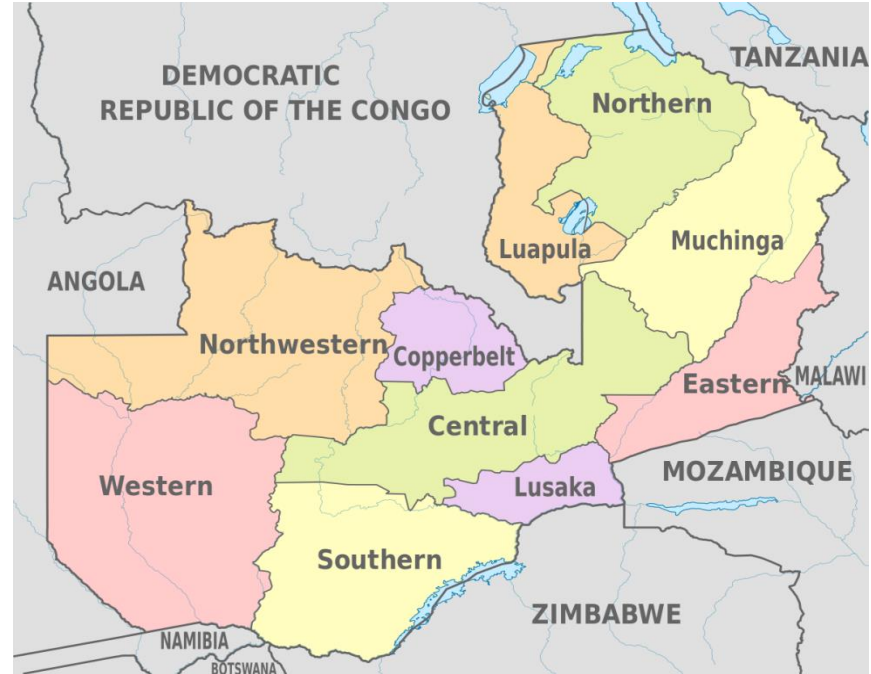 DEMOCRATIC
REPUBLIC OF THE CONGO
TANZANIA
Northern
Luapula
Muchinga
ANGOLA
Northwestern
Copperbelt
Eastern
MALAWI
Central
Western
Lusaka
MOZAMBIQUE
Southern
ZIMBABWE
NAMIBIA
BOTSWANA